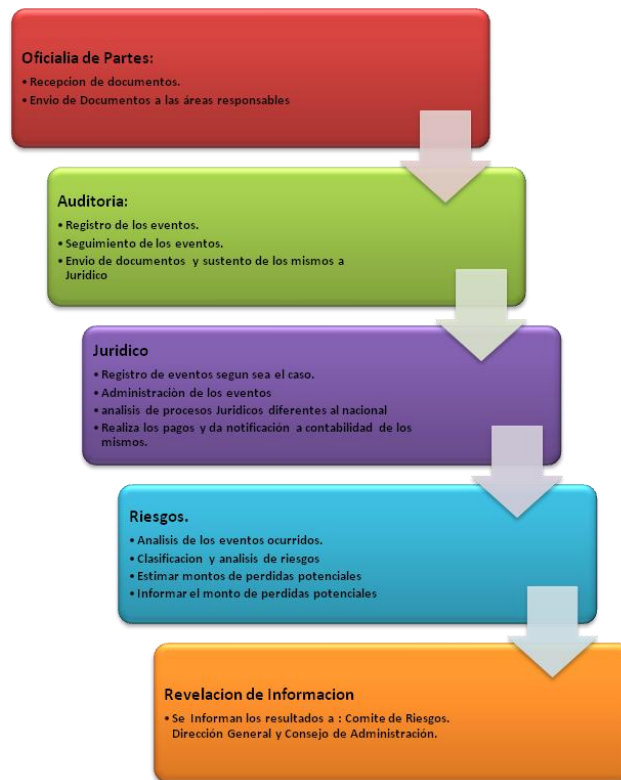 Oficialia de Partes:
• Recepcion de documentos.
• Envio de Documentos a las áreas responsables
Auditoria:
• Registro de los eventos.
• Seguimiento de los eventos.
• Envio de documentos y sustento de los mismos a
Juridico
Juridico
• Registro de eventos segun sea el caso.
• Administraciòn de los eventos
• analisis de procesos Juridicos diferentes al nacional
• Realiza los pagos y da notificación a contabilidad de los
mismos.
Riesgos.
• Analisis de los eventos ocurridos.
• Clasificacion y analisis de riesgos
• Estimar montos de perdidas potenciales
• Informar el monto de perdidas potenciales
Revelacion de Informacion
• Se Informan los resultados a : Comite de Riesgos.
Dirección General y Consejo de Administración.